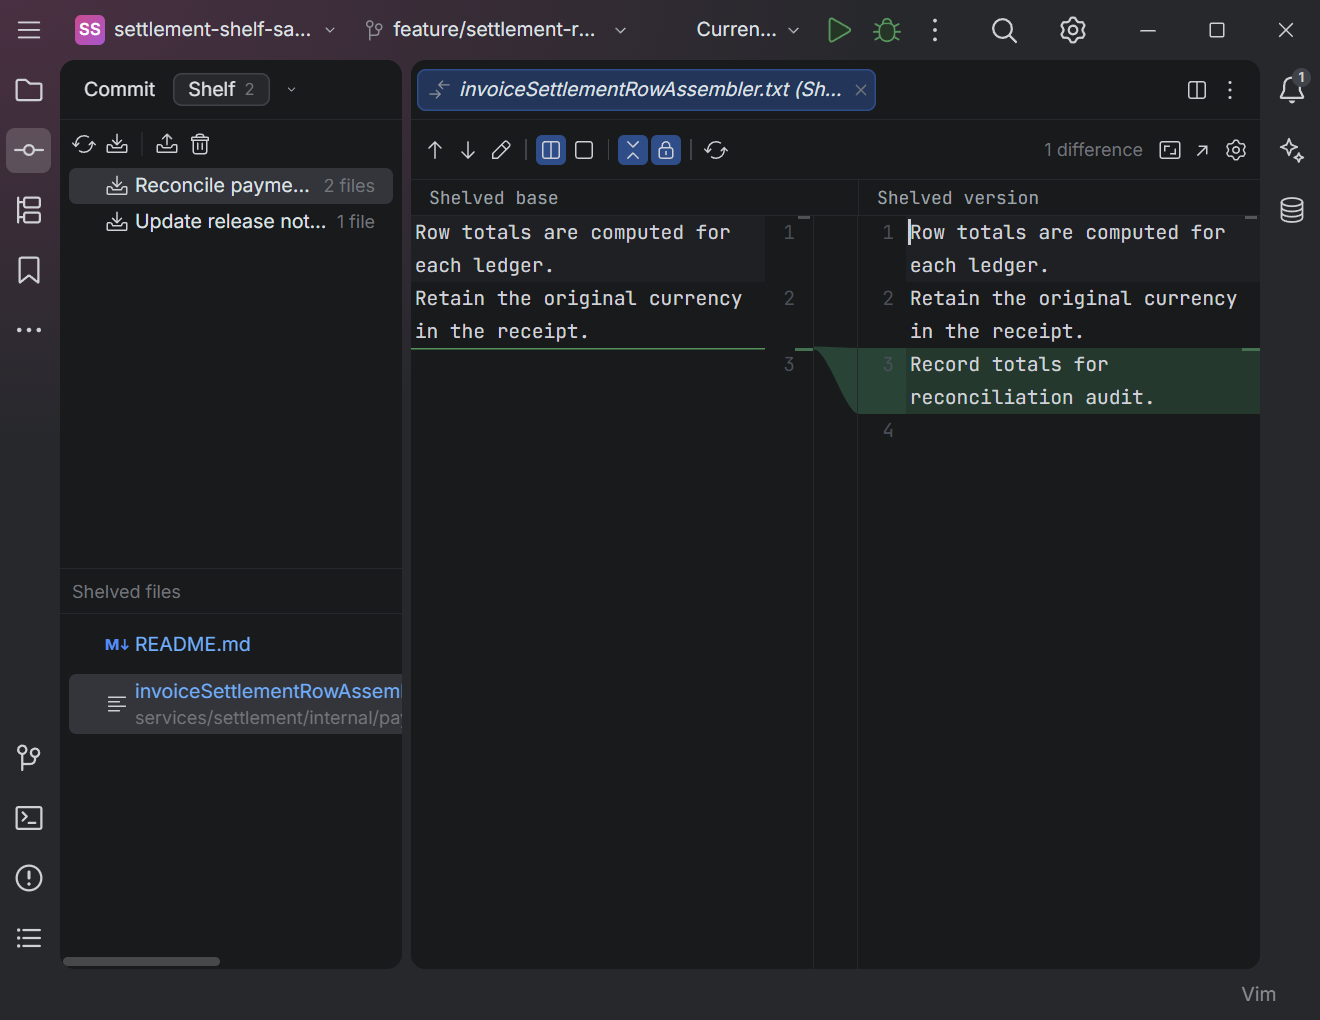 SS settlement-shelf-sa... feature/settlement-r... Curren...
Commit Shelf 2
invoiceSettlementRowAssembler.txt (Sh...
1
1 difference
Reconcile payme... 2 files
Update release not... 1 file
Shelved base
Shelved version
Row totals are computed for 1
each ledger.
Retain the original currency 2
in the receipt.
3
1 Row totals are computed for
each ledger.
2 Retain the original currency
in the receipt.
3 Record totals for
reconciliation audit.
4
Shelved files
M↓ README.md
invoiceSettlementRowAssem
services/settlement/internal/pa
Vim